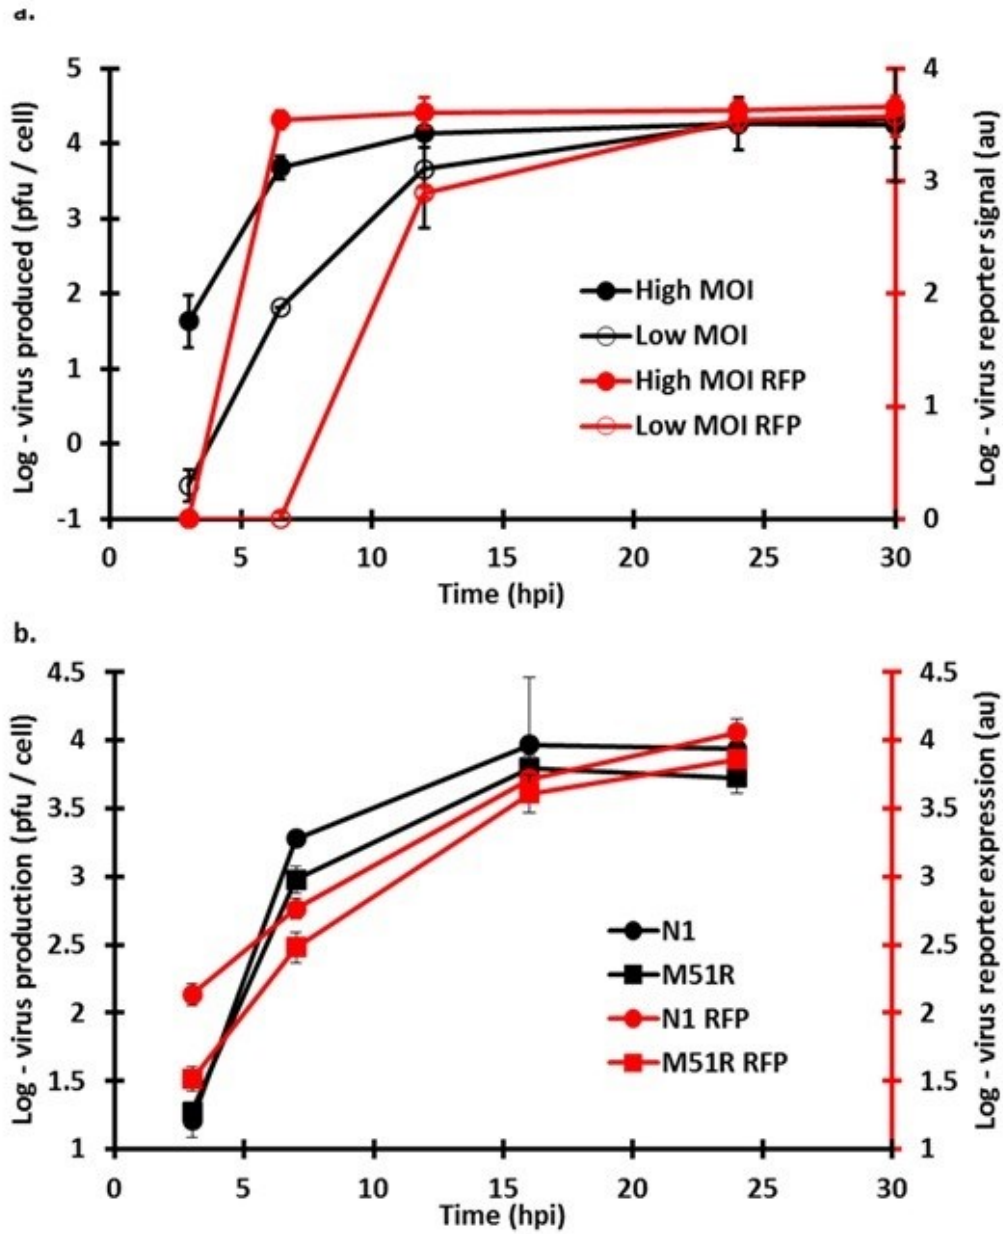 a.
5
4
3
2
1
0
-1
Log - virus produced (pfu / cell)
4
3
2
1
0
Log - virus reporter signal (au)
High MOI
Low MOI
High MOI RFP
Low MOI RFP
0 5 10 15 20 25 30
Time (hpi)
b.
4.5
4
3.5
3
2.5
2
1.5
1
Log - virus production (pfu / cell)
4.5
4
3.5
3
2.5
2
1.5
1
Log - virus reporter expression (au)
N1
M51R
N1 RFP
M51R RFP
0 5 10 15 20 25 30
Time (hpi)